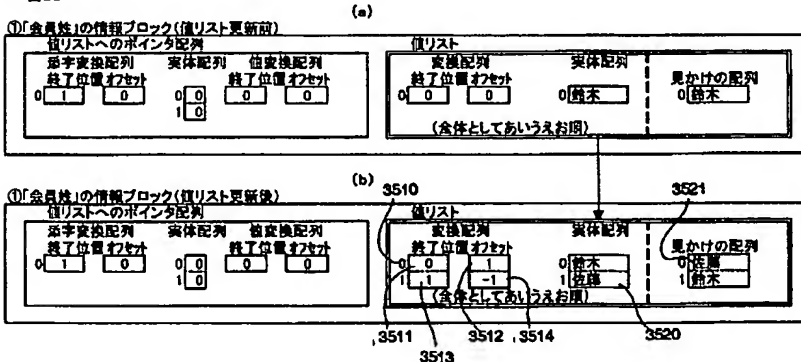 (a)
①「会員姓」の情報ブロック(値リスト更新前)
値リストへのポインタ配列
添字変換配列 実体配列 値変換配列
終了位置 オフセット 終了位置 オフセット
0 1 0 0 0 0 0
1 0
値リスト
変換配列 実体配列
終了位置 オフセット 見かけの配列
0 0 0 0 鈴木 0 鈴木
(全体としてあいうえお順)
(b)
①「会員姓」の情報ブロック(値リスト更新後)
値リストへのポインタ配列
添字変換配列 実体配列 値変換配列
終了位置 オフセット 終了位置 オフセット
0 1 0 0 0 0 0
1 0
3510
3521
値リスト
変換配列 実体配列
終了位置 オフセット 見かけの配列
0 0 1 0 鈴木 0 佐藤
1 1 -1 1 佐藤 1 鈴木
(全体としてあいうえお順)
3511 3512 3514 3520
3513